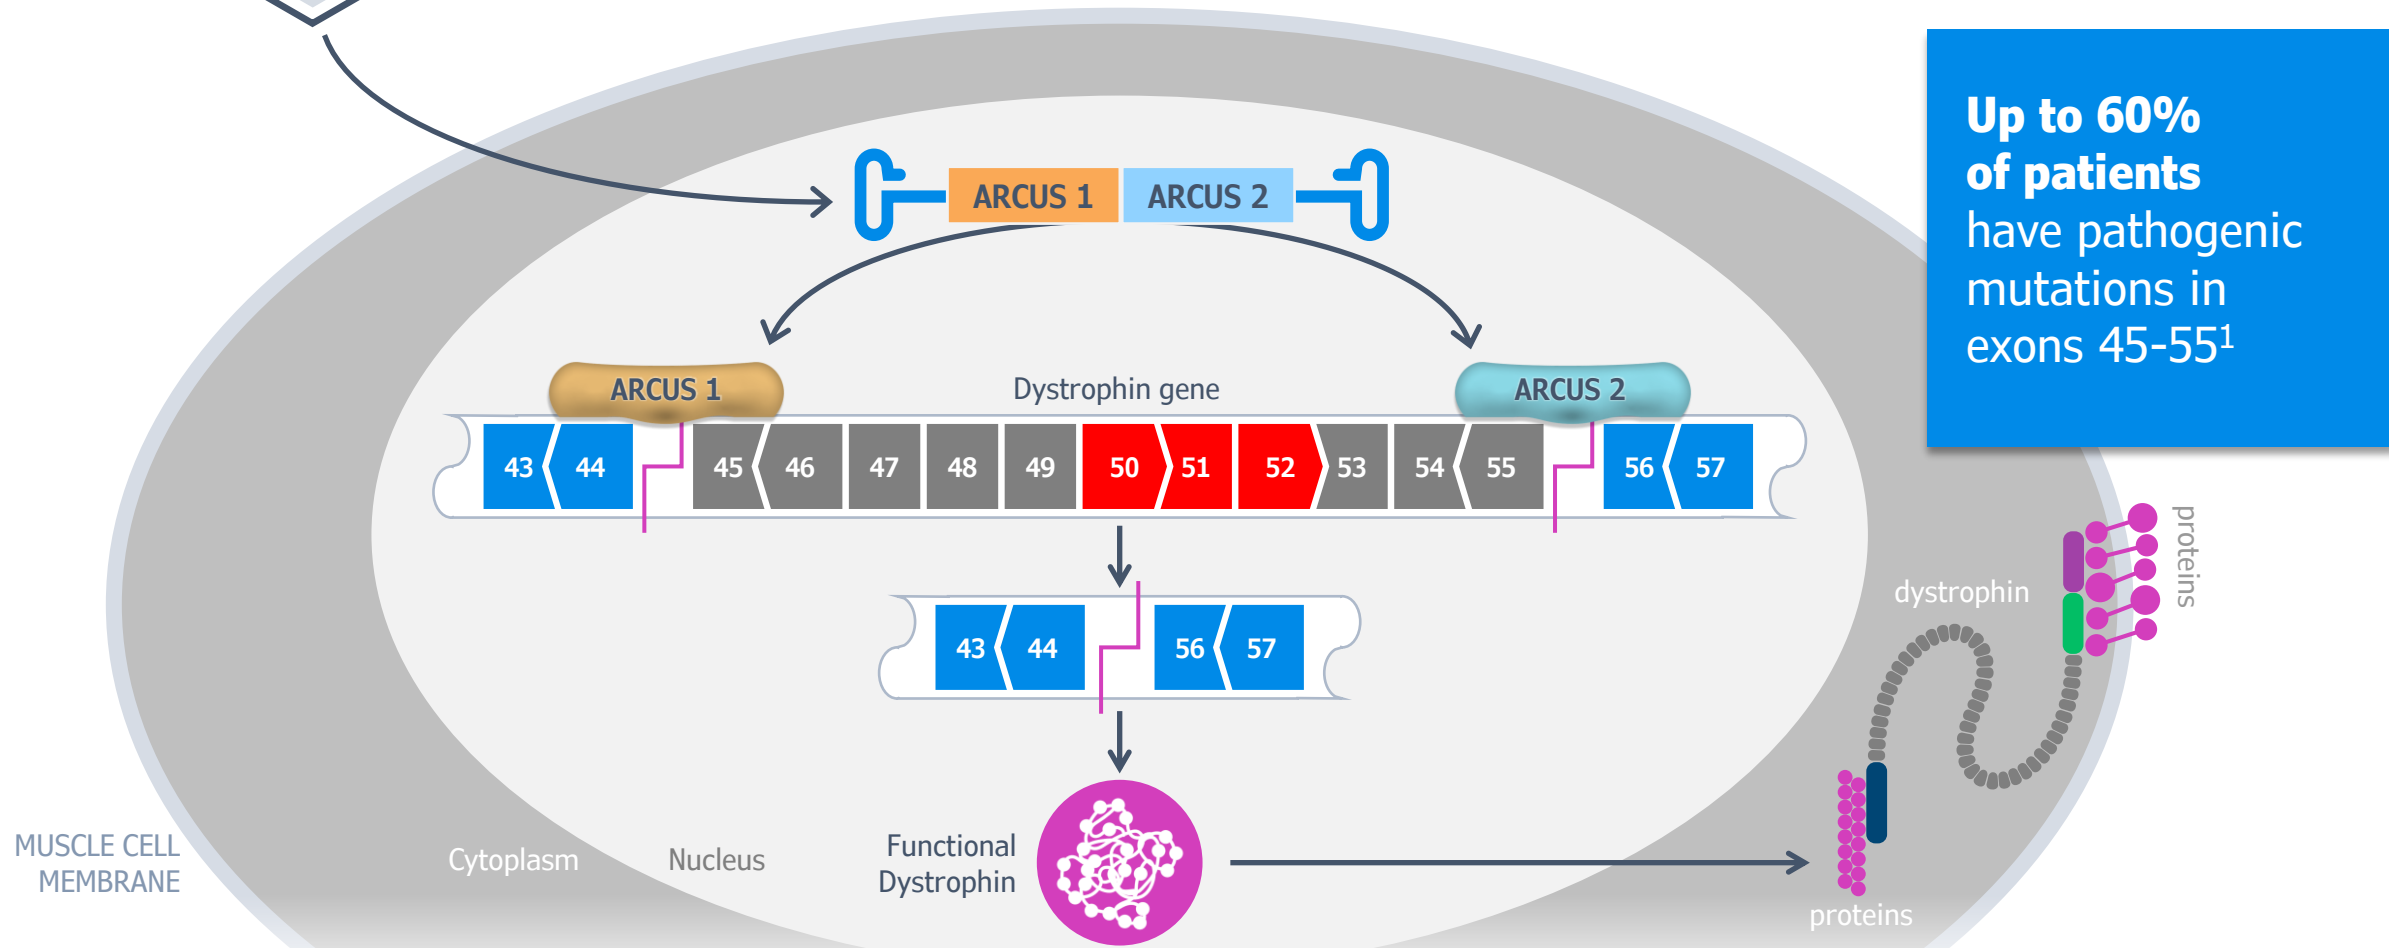 Up to 60%
of patients
have pathogenic
mutations in
exons 45-55¹
ARCUS 1 ARCUS 2
ARCUS 1 Dystrophin gene ARCUS 2
43 44 45 46 47 48 49 50 51 52 53 54 55 56 57
proteins
dystrophin
43 44 56 57
MUSCLE CELL
MEMBRANE
Cytoplasm
Nucleus
Functional
Dystrophin
proteins